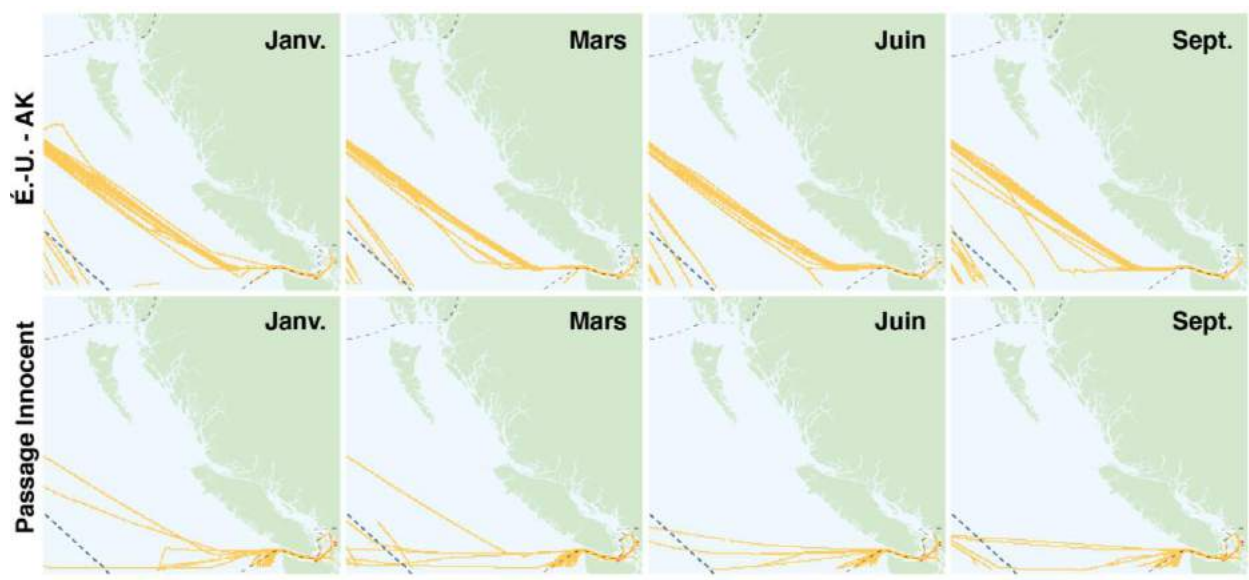 É.-U. - AK
Janv.
Mars
Juin
Sept.
Passage Innocent
Janv.
Mars
Juin
Sept.